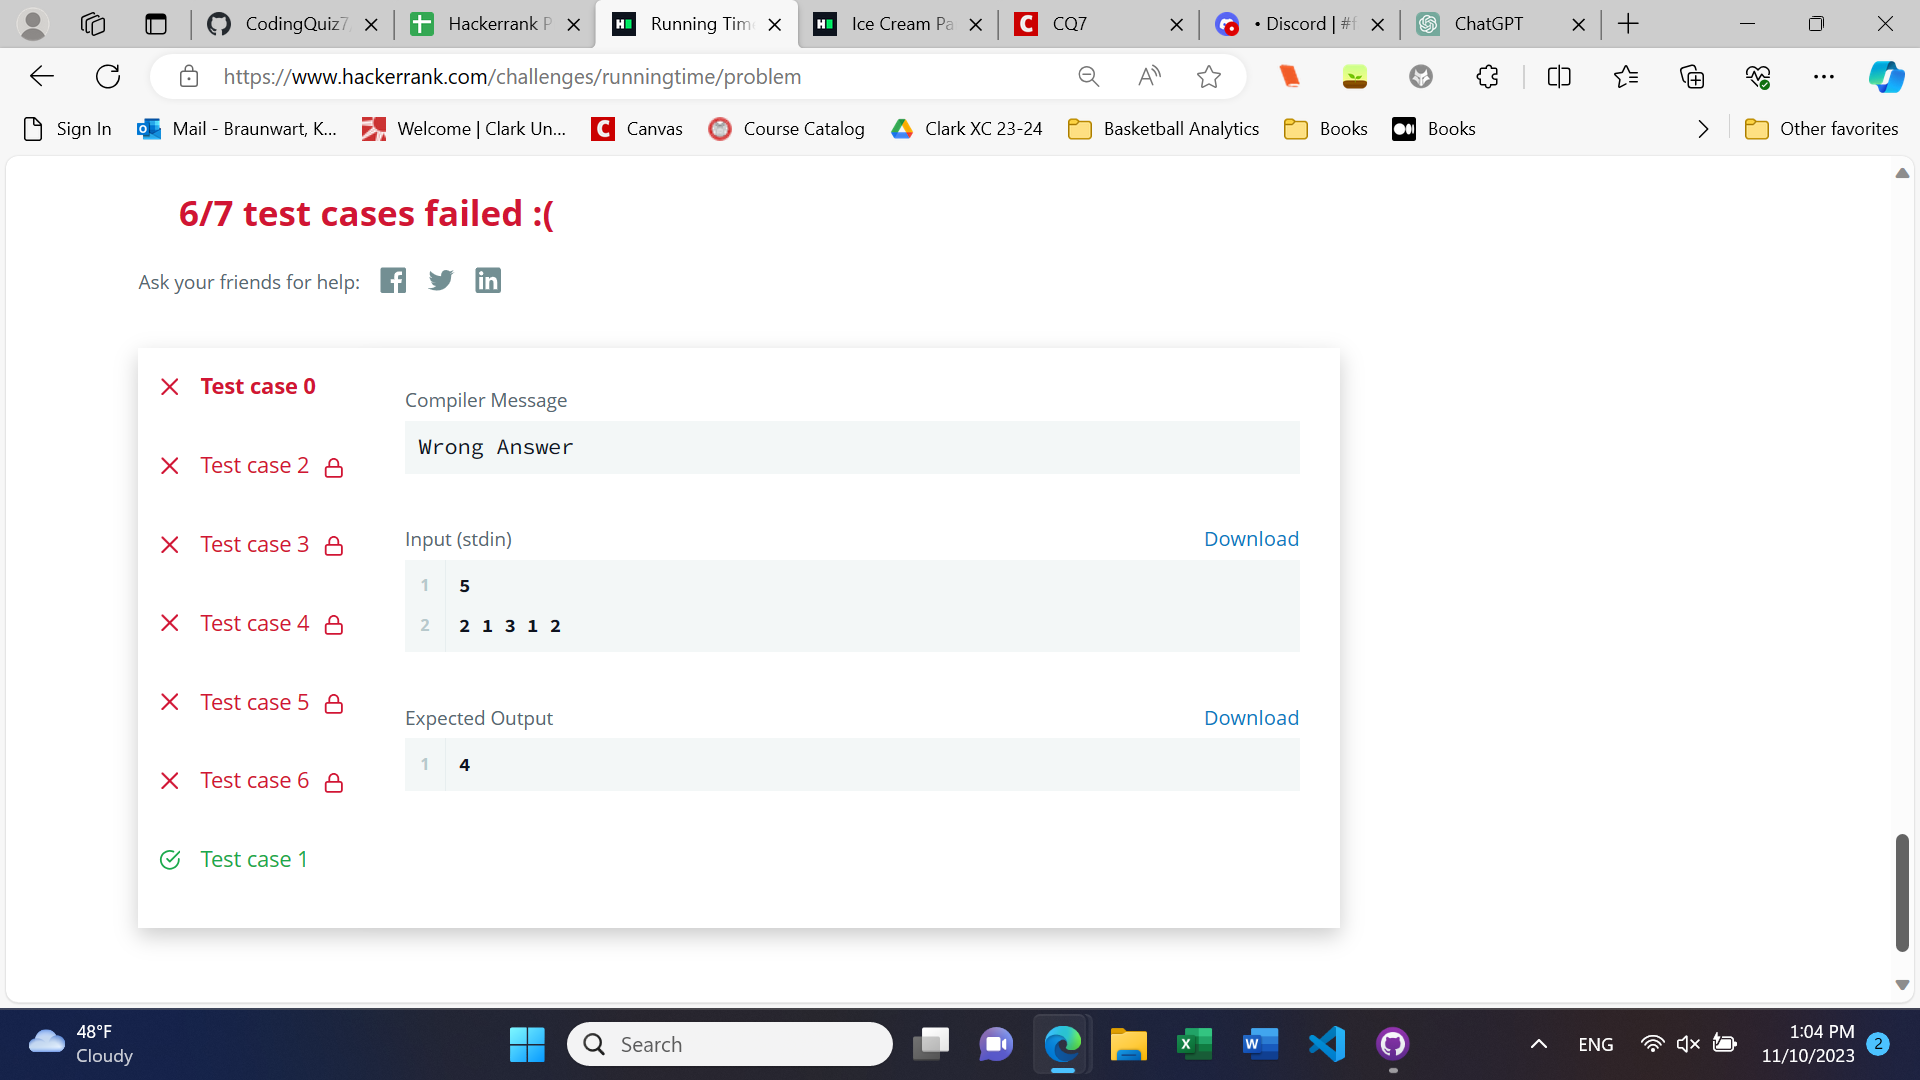 CodingQuiz7
Hackerrank P
Running Tim
Ice Cream Pa
CQ7
• Discord | #f
ChatGPT
https://www.hackerrank.com/challenges/runningtime/problem
Sign In
Mail - Braunwart, K...
Welcome | Clark Un...
Canvas
Course Catalog
Clark XC 23-24
Basketball Analytics
Books
Books
Other favorites
6/7 test cases failed :(
Ask your friends for help:
Test case 0
Test case 2
Test case 3
Test case 4
Test case 5
Test case 6
Test case 1
Compiler Message
Wrong Answer
Input (stdin)
Download
1 5
2 2 1 3 1 2
Expected Output
Download
1 4
48°F
Cloudy
Search
ENG
1:04 PM
11/10/2023
2